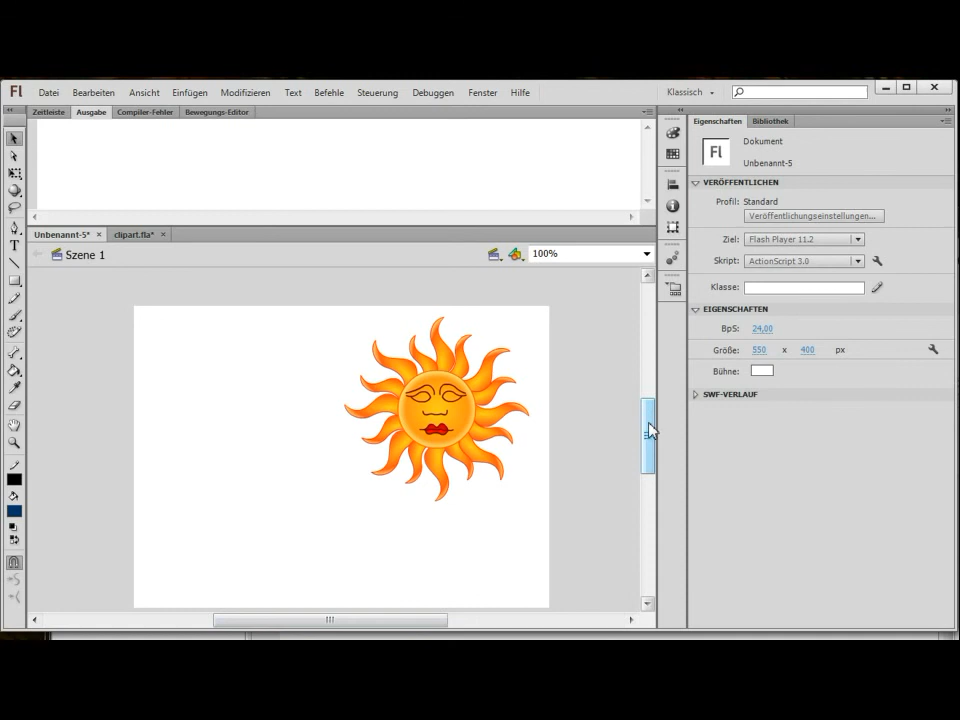 Fl Datei Bearbeiten Ansicht Einfügen Modifizieren Text Befehle Steuerung Debuggen Fenster Hilfe Klassisch
Zeitleiste Ausgabe Compiler-Fehler Bewegungs-Editor
Eigenschaften Bibliothek
Fl
Dokument
Unbenannt-5
VERÖFFENTLICHEN
Profil: Standard
Veröffentlichungseinstellungen...
Ziel: Flash Player 11.2
Skript: ActionScript 3.0
Klasse:
EIGENSCHAFTEN
BpS: 24,00
Größe: 550 x 400 px
Bühne:
SWF-VERLAUF
Unbenannt-5* × clipart.fla* ×
Szene 1 100%
T